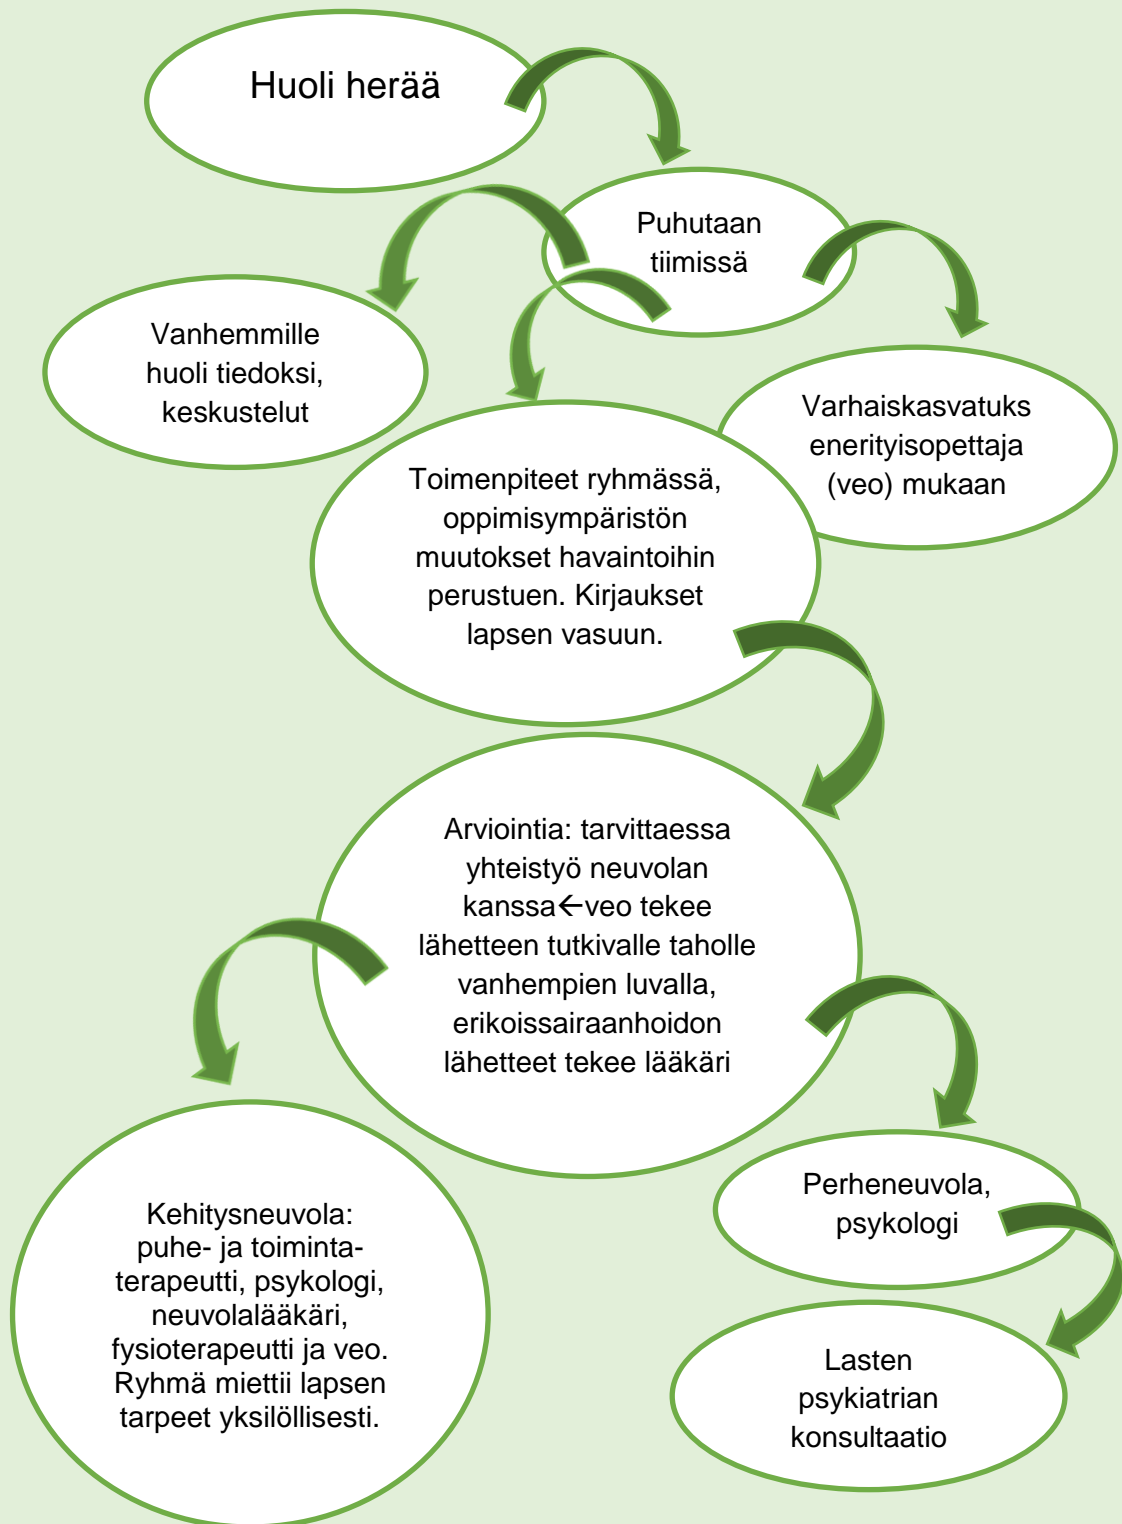 Huoli herää
Puhutaan
tiimissä
Vanhemmille
huoli tiedoksi,
keskustelut
Varhaiskasvatuks
enerityisopettaja
(veo) mukaan
Toimenpiteet ryhmässä,
oppimisympäristön
muutokset havaintoihin
perustuen. Kirjaukset
lapsen vasuun.
Arviointia: tarvittaessa
yhteistyö neuvolan
kanssa←veo tekee
lähetteen tutkivalle taholle
vanhempien luvalla,
erikoissairaanhoidon
lähetteet tekee lääkäri
Perheneuvola,
psykologi
Kehitysneuvola:
puhe- ja toiminta-
terapeutti, psykologi,
neuvolalääkäri,
fysioterapeutti ja veo.
Ryhmä miettii lapsen
tarpeet yksilöllisesti.
Lasten
psykiatrian
konsultaatio